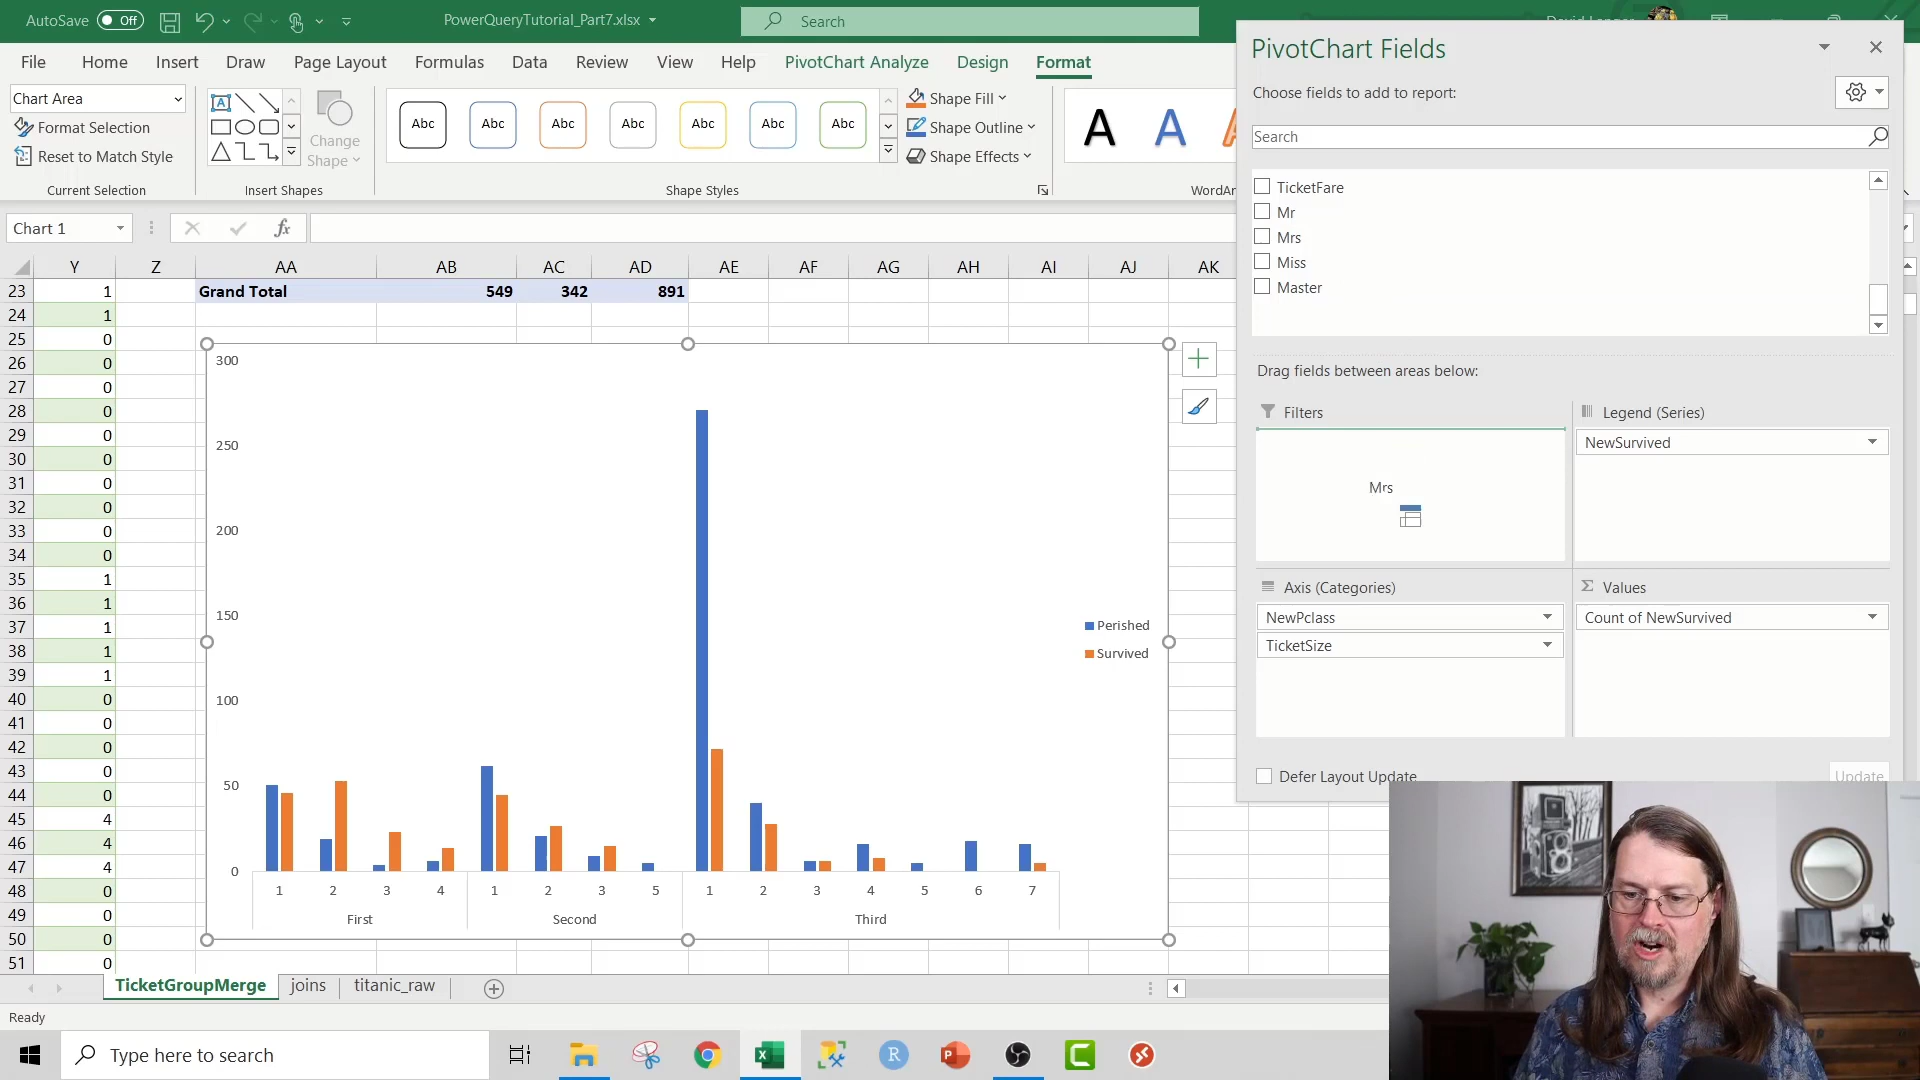 AutoSave Off PowerQueryTutorial_Part7.xlsx Search
File Home Insert Draw Page Layout Formulas Data Review View Help PivotChart Analyze Design Format
Chart Area
Format Selection
Reset to Match Style
Current Selection
Change
Shape
Insert Shapes
Abc Abc Abc Abc Abc Abc Abc
Shape Styles
Shape Fill
Shape Outline
Shape Effects
A A
Chart 1 fx
Y Z AA AB AC AD AE AF AG AH AI AJ AK
23 1 Grand Total 549 342 891
24 1
25 0
26 0
27 0
28 0
29 0
30 0
31 0
32 0
33 0
34 0
35 1
36 1
37 1
38 1
39 1
40 0
41 0
42 0
43 0
44 0
45 4
46 4
47 4
48 0
49 0
50 0
51 0
300
250
200
150
100
50
0
1 2 3 4 1 2 3 5 1 2 3 4 5 6 7
First Second Third
Perished
Survived
TicketGroupMerge joins titanic_raw
Ready
Type here to search
PivotChart Fields
Choose fields to add to report:
Search
TicketFare
Mr
Mrs
Miss
Master
Drag fields between areas below:
Filters
Mrs
Legend (Series)
NewSurvived
Axis (Categories)
NewPclass
TicketSize
Σ Values
Count of NewSurvived
Defer Layout Update
Update